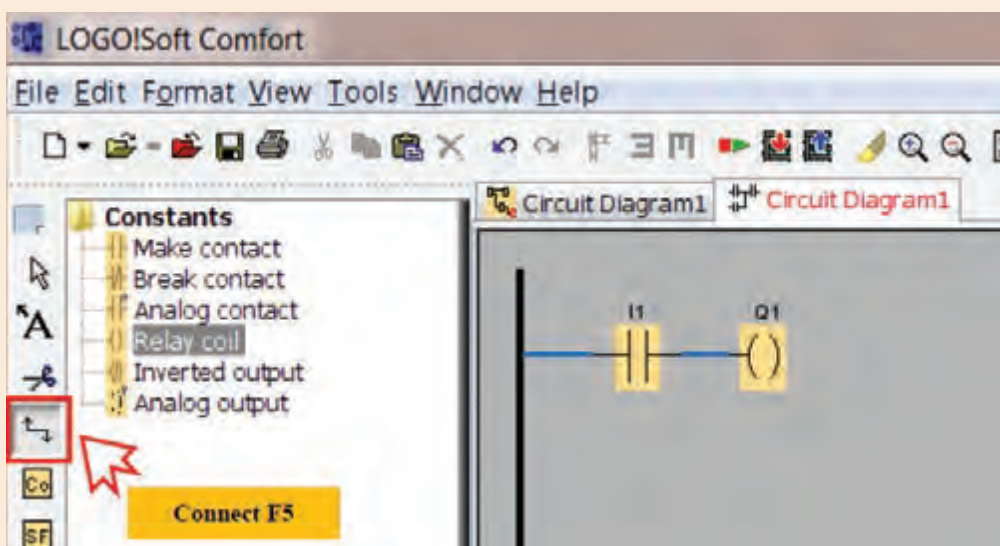 LOGO!Soft Comfort
File Edit Format View Tools Window Help
Circuit Diagram1 Circuit Diagram1
Constants
Make contact
Break contact
Analog contact
Relay coil
Inverted output
Analog output
I1 Q1
A
Co
Connect F5
SF